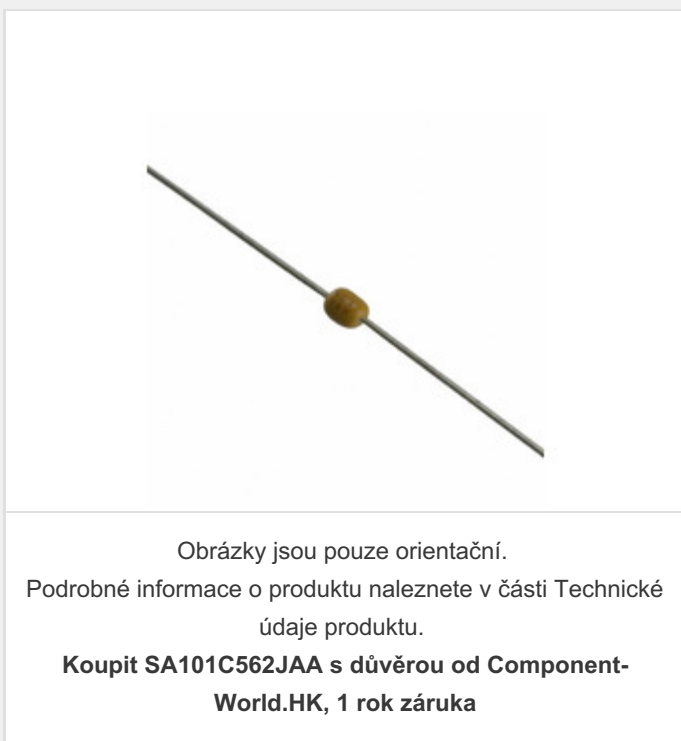 Obrázky jsou pouze orientační.
Podrobné informace o produktu naleznete v části Technické
údaje produktu.
Koupit SA101C562JAA s důvěrou od Component-
World.HK, 1 rok záruka